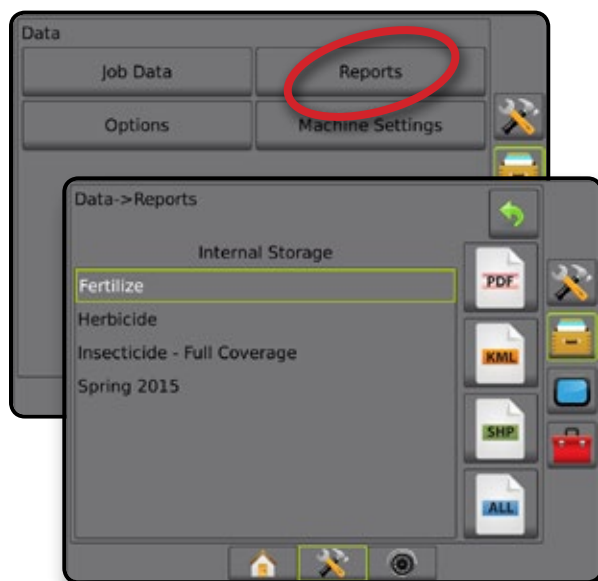 Data
Job Data
Reports
Options
Machine Settings
Data->Reports
Internal Storage
Fertilize
PDF
Herbicide
Insecticide - Full Coverage
KML
Spring 2015
SHP
ALL